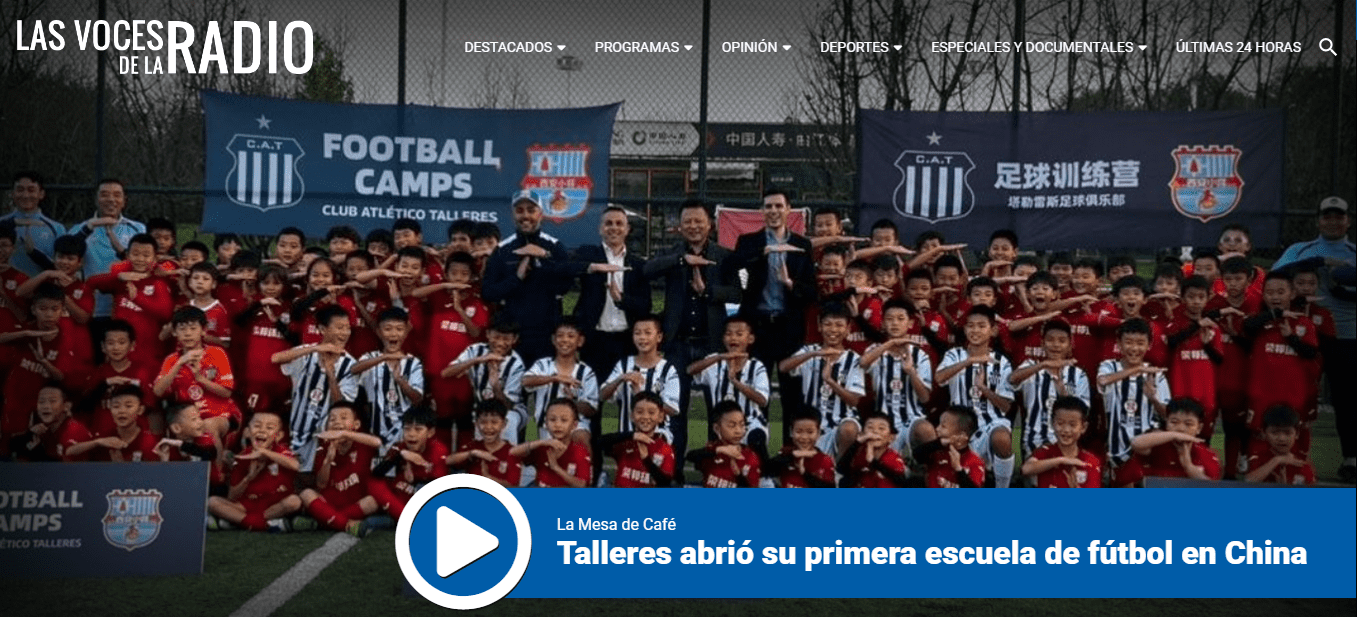 LAS VOCES
DE LA RADIO
DESTACADOS
PROGRAMAS
OPINIÓN
DEPORTES
ESPECIALES Y DOCUMENTALES
ÚLTIMAS 24 HORAS
C.A.T
FOOTBALL
CAMPS
CLUB ATLÉTICO TALLERES
中国人寿
C.A.T
足球训练营
塔勒雷斯足球俱乐部
OTBALL
AMPS
ÉTICO TALLERES
La Mesa de Café
Talleres abrió su primera escuela de fútbol en China